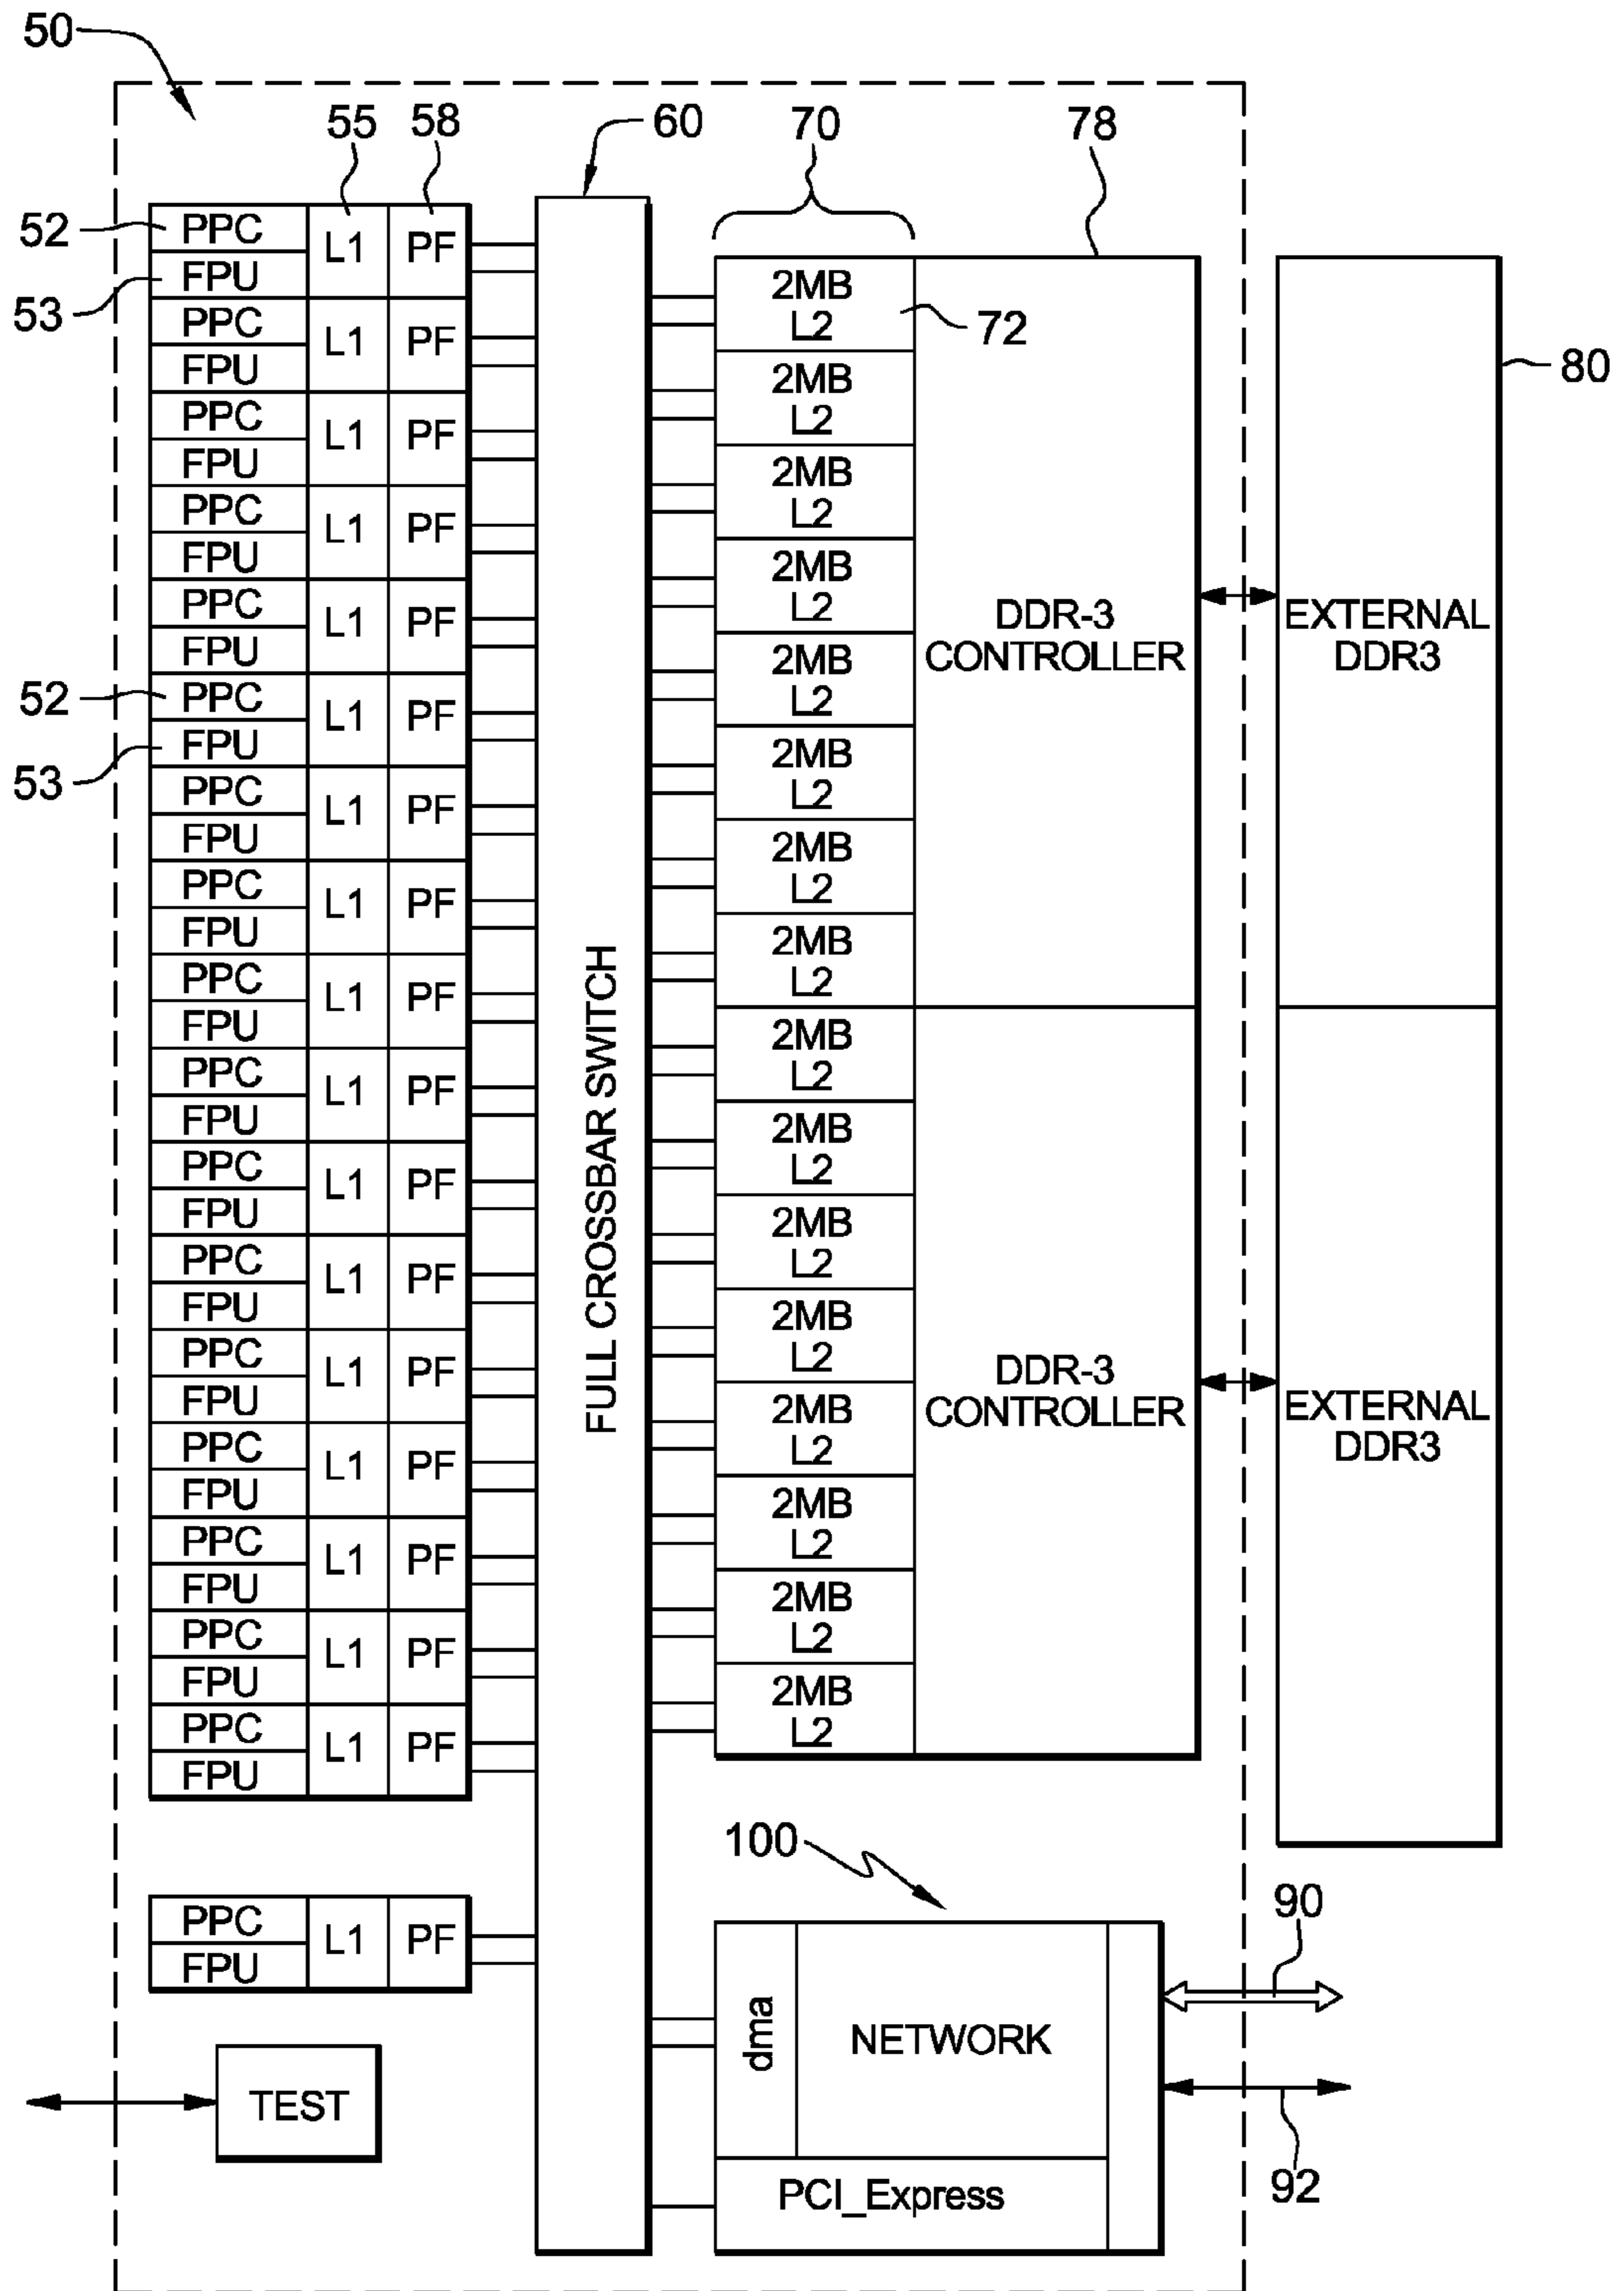 50
55
58
60
70
78
52
53
PPC
FPU
L1
PF
PPC
FPU
L1
PF
PPC
FPU
L1
PF
PPC
FPU
L1
PF
PPC
FPU
L1
PF
52
53
PPC
FPU
L1
PF
PPC
FPU
L1
PF
PPC
FPU
L1
PF
PPC
FPU
L1
PF
PPC
FPU
L1
PF
PPC
FPU
L1
PF
PPC
FPU
L1
PF
PPC
FPU
L1
PF
PPC
FPU
L1
PF
PPC
FPU
L1
PF
PPC
FPU
L1
PF
PPC
FPU
L1
PF
PPC
FPU
L1
PF
TEST
FULL CROSSBAR SWITCH
2MB
L2
72
2MB
L2
2MB
L2
2MB
L2
2MB
L2
2MB
L2
2MB
L2
2MB
L2
2MB
L2
2MB
L2
2MB
L2
2MB
L2
2MB
L2
2MB
L2
2MB
L2
2MB
L2
DDR-3
CONTROLLER
DDR-3
CONTROLLER
80
EXTERNAL
DDR3
EXTERNAL
DDR3
100
dma
NETWORK
PCI_Express
90
92